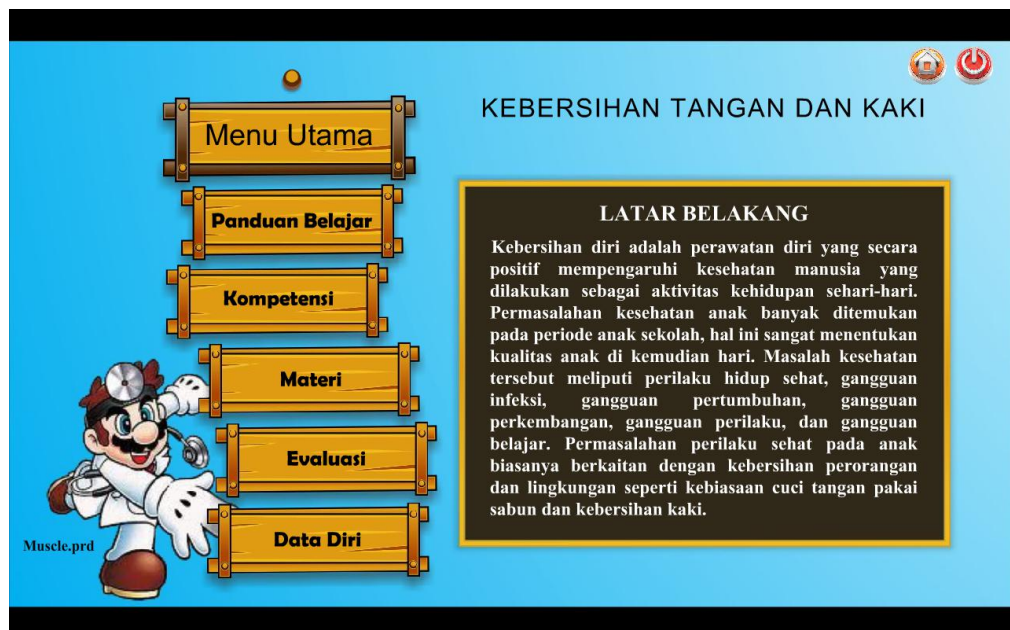 Menu Utama
Panduan Belajar
Kompetensi
Materi
Evaluasi
Data Diri
Muscle.prd
KEBERSIHAN TANGAN DAN KAKI
LATAR BELAKANG
Kebersihan diri adalah perawatan diri yang secara
positif mempengaruhi kesehatan manusia yang
dilakukan sebagai aktivitas kehidupan sehari-hari.
Permasalahan kesehatan anak banyak ditemukan
pada periode anak sekolah, hal ini sangat menentukan
kualitas anak di kemudian hari. Masalah kesehatan
tersebut meliputi perilaku hidup sehat, gangguan
infeksi, gangguan pertumbuhan, gangguan
perkembangan, gangguan perilaku, dan gangguan
belajar. Permasalahan perilaku sehat pada anak
biasanya berkaitan dengan kebersihan perorangan
dan lingkungan seperti kebiasaan cuci tangan pakai
sabun dan kebersihan kaki.